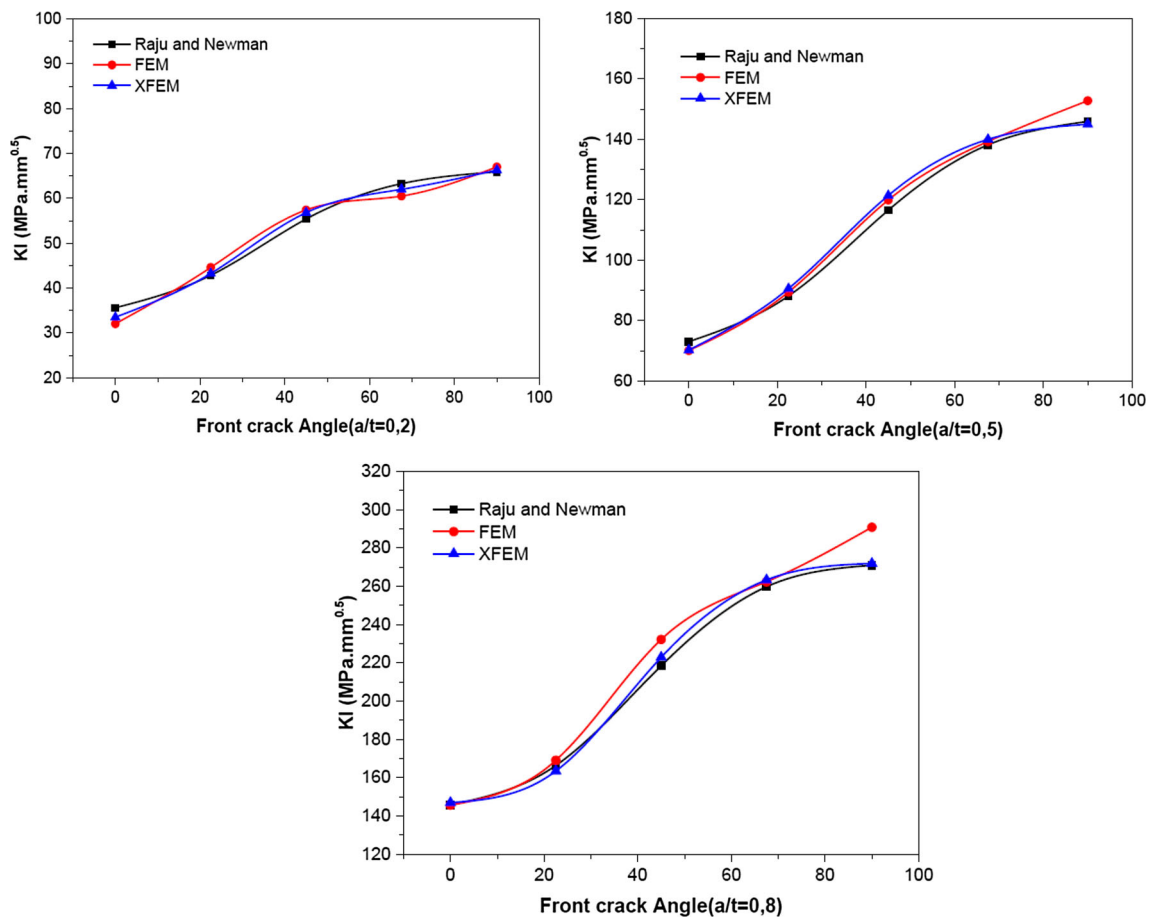 100
90
80
70
60
50
40
30
20
KI (MPa.mm0.5)
Raju and Newman
FEM
XFEM
0 20 40 60 80 100
Front crack Angle(a/t=0,2)
180
160
140
120
100
80
60
KI (MPa.mm0.5)
Raju and Newman
FEM
XFEM
0 20 40 60 80 100
Front crack Angle(a/t=0,5)
320
300
280
260
240
220
200
180
160
140
120
KI (MPa.mm0.5)
Raju and Newman
FEM
XFEM
0 20 40 60 80 100
Front crack Angle(a/t=0,8)